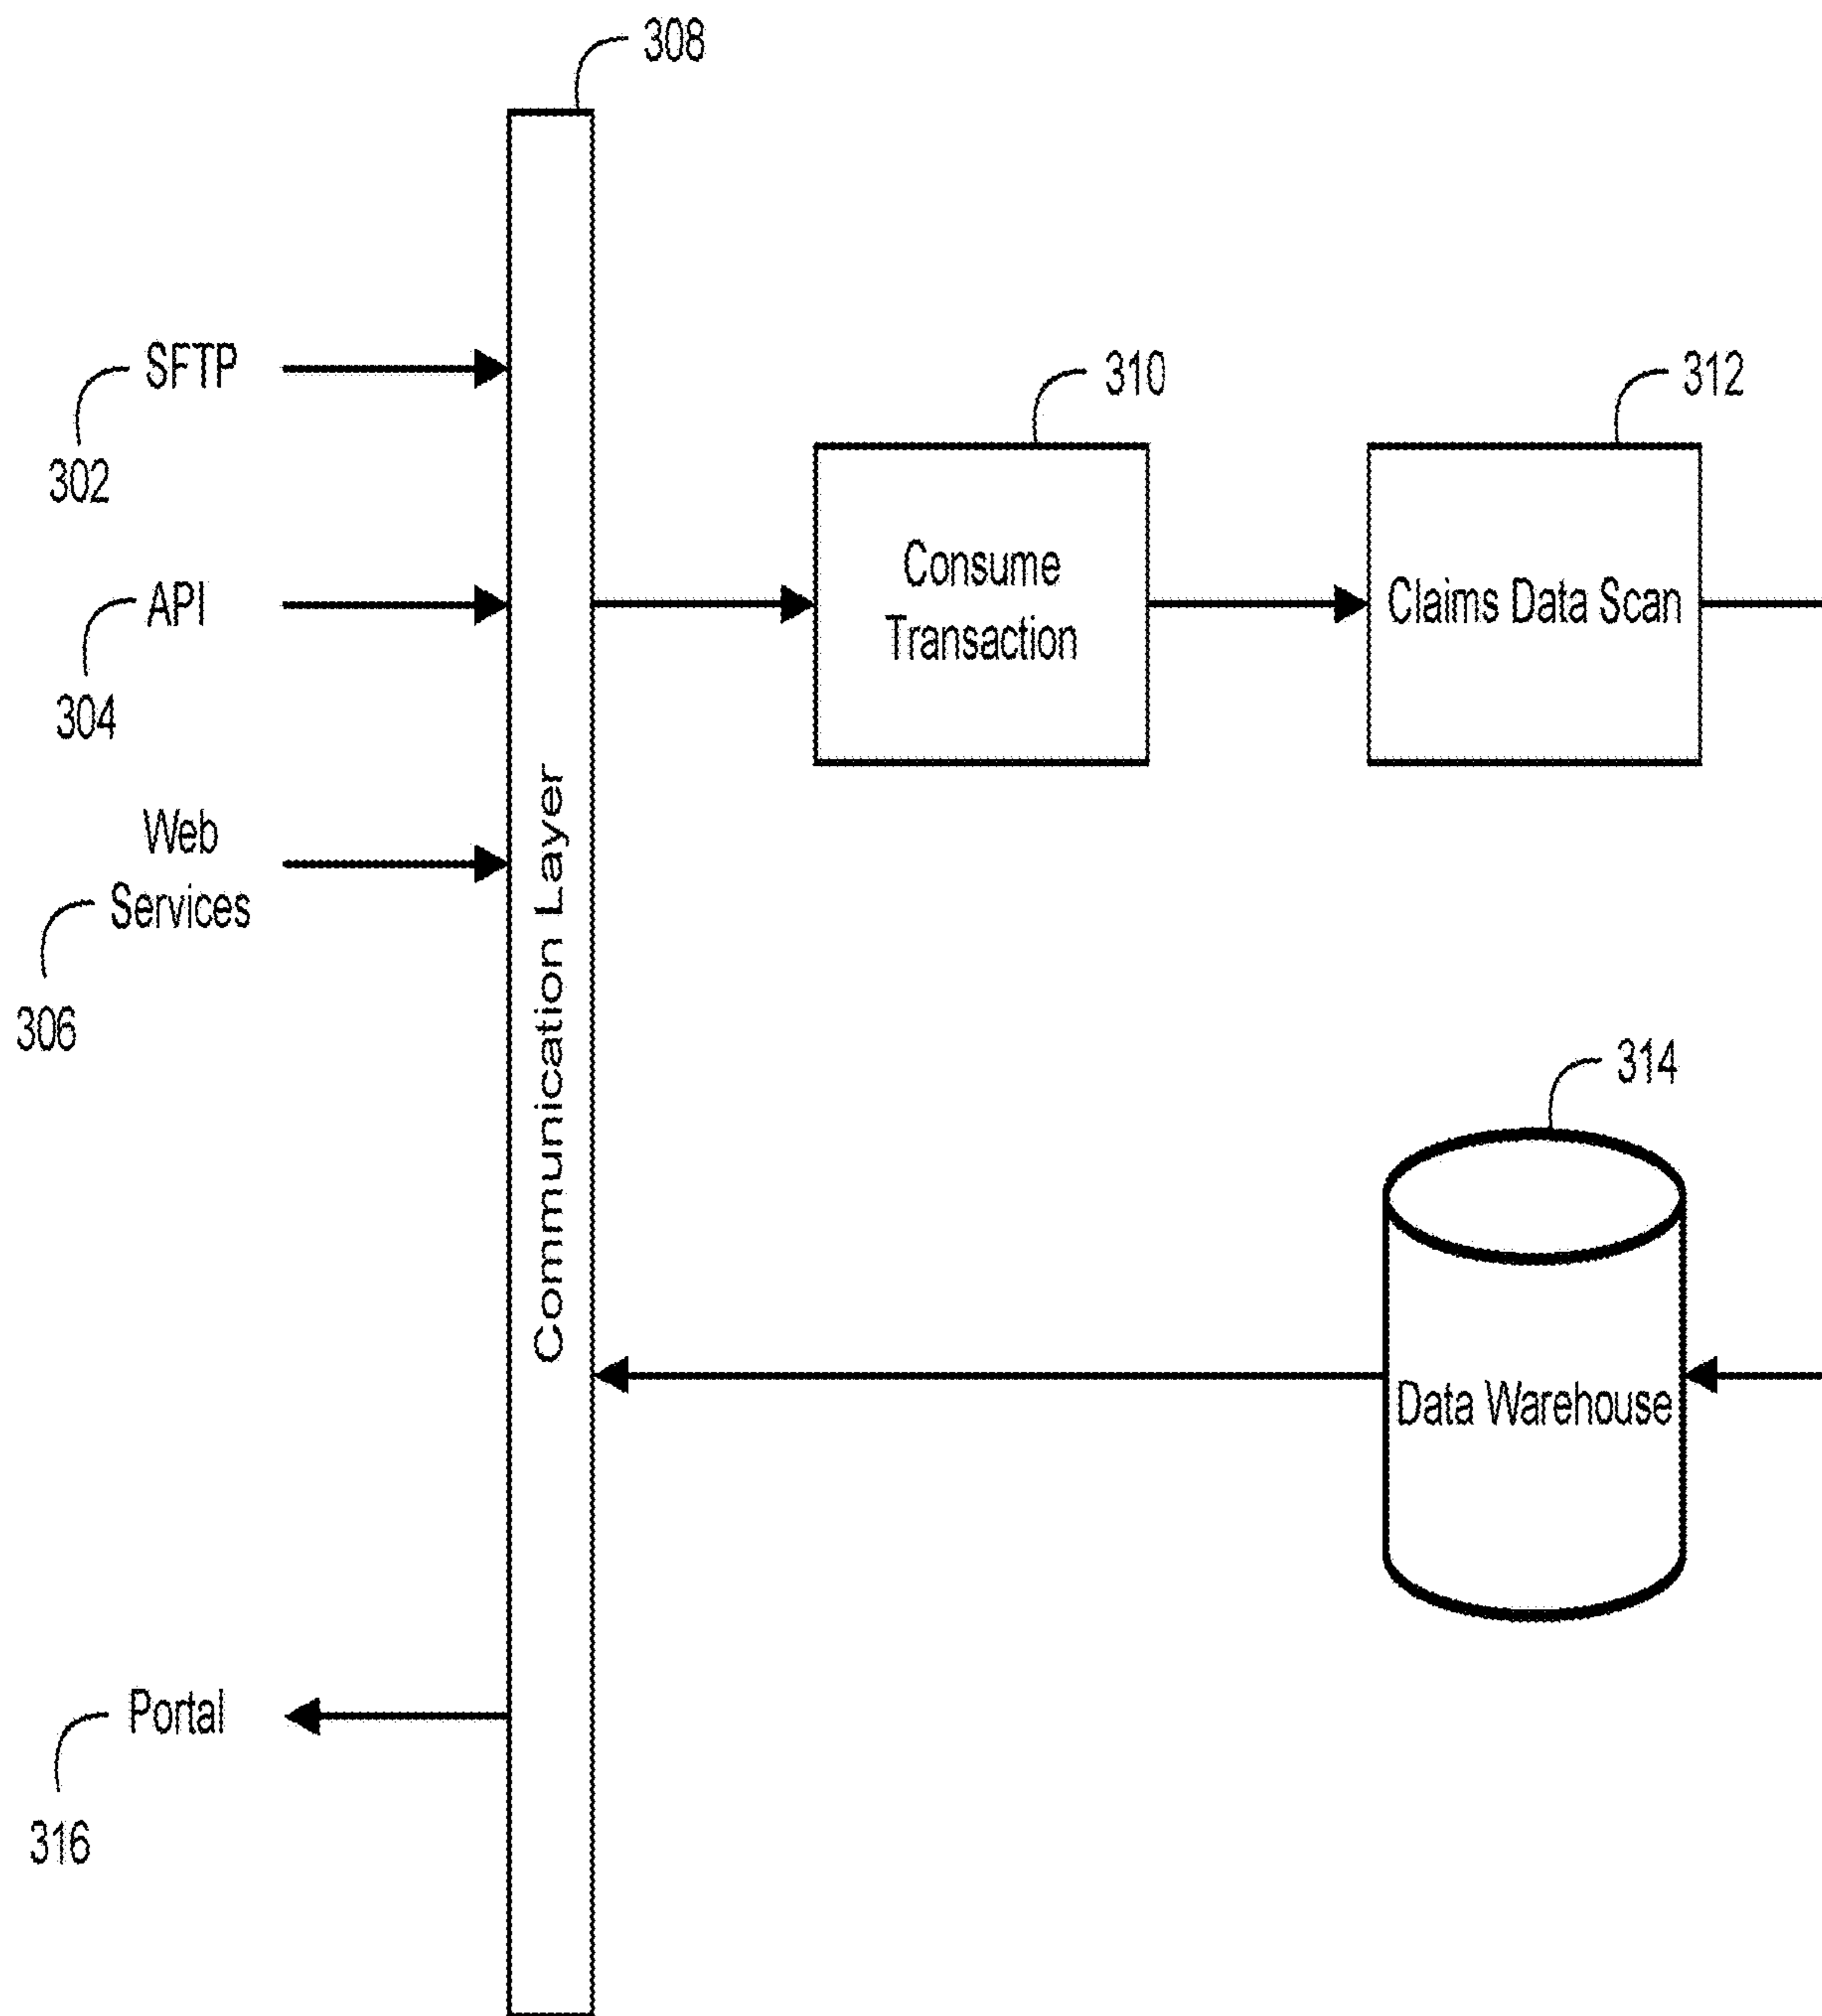 308
SFTP
302
310
312
API
304
Consume
Transaction
Claims Data Scan
Web
Services
306
Communication Layer
314
Data Warehouse
Portal
316